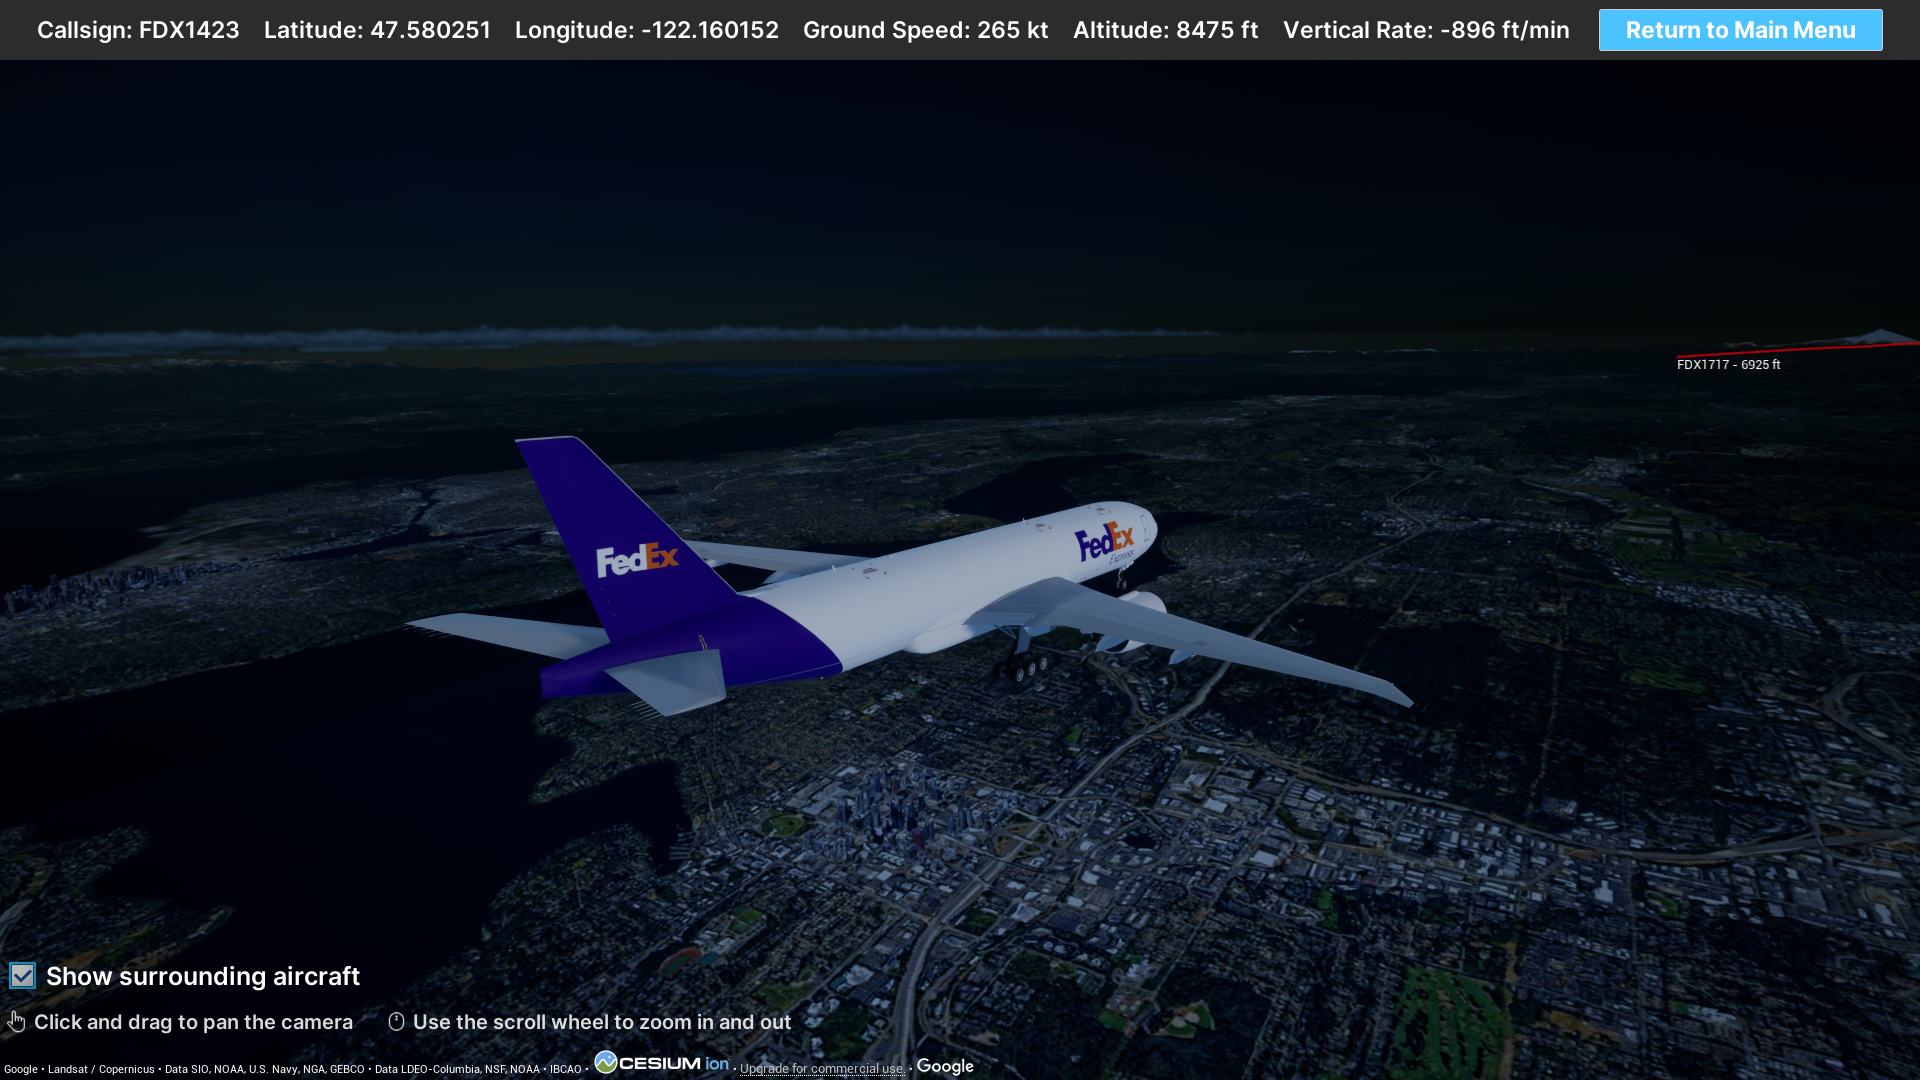 Callsign: FDX1423 Latitude: 47.580251 Longitude: -122.160152 Ground Speed: 265 kt Altitude: 8475 ft Vertical Rate: -896 ft/min Return to Main Menu
FDX1717 - 6925 ft
FedEx
Express
FedEx
Show surrounding aircraft
Click and drag to pan the camera Use the scroll wheel to zoom in and out
Google • Landsat / Copernicus • Data SIO, NOAA, U.S. Navy, NGA, GEBCO • Data LDEO-Columbia, NSF, NOAA • IBCAO • CESIUM ion • Upgrade for commercial use. • Google